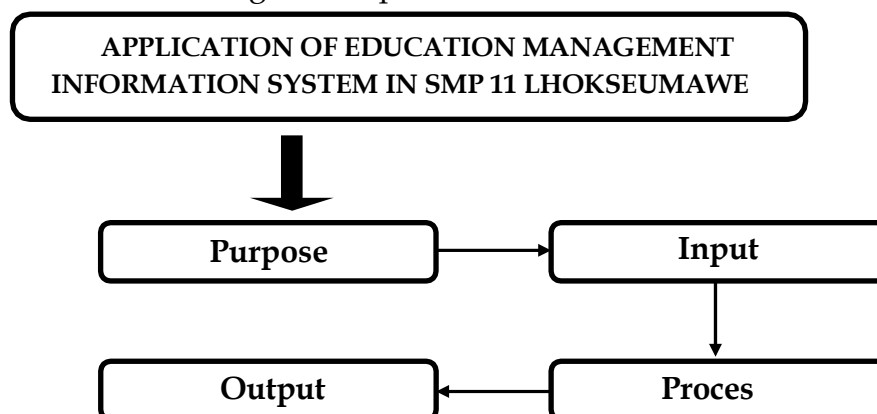 APPLICATION OF EDUCATION MANAGEMENT
INFORMATION SYSTEM IN SMP 11 LHOKSEUMAWE
Purpose
Input
Output
Proces